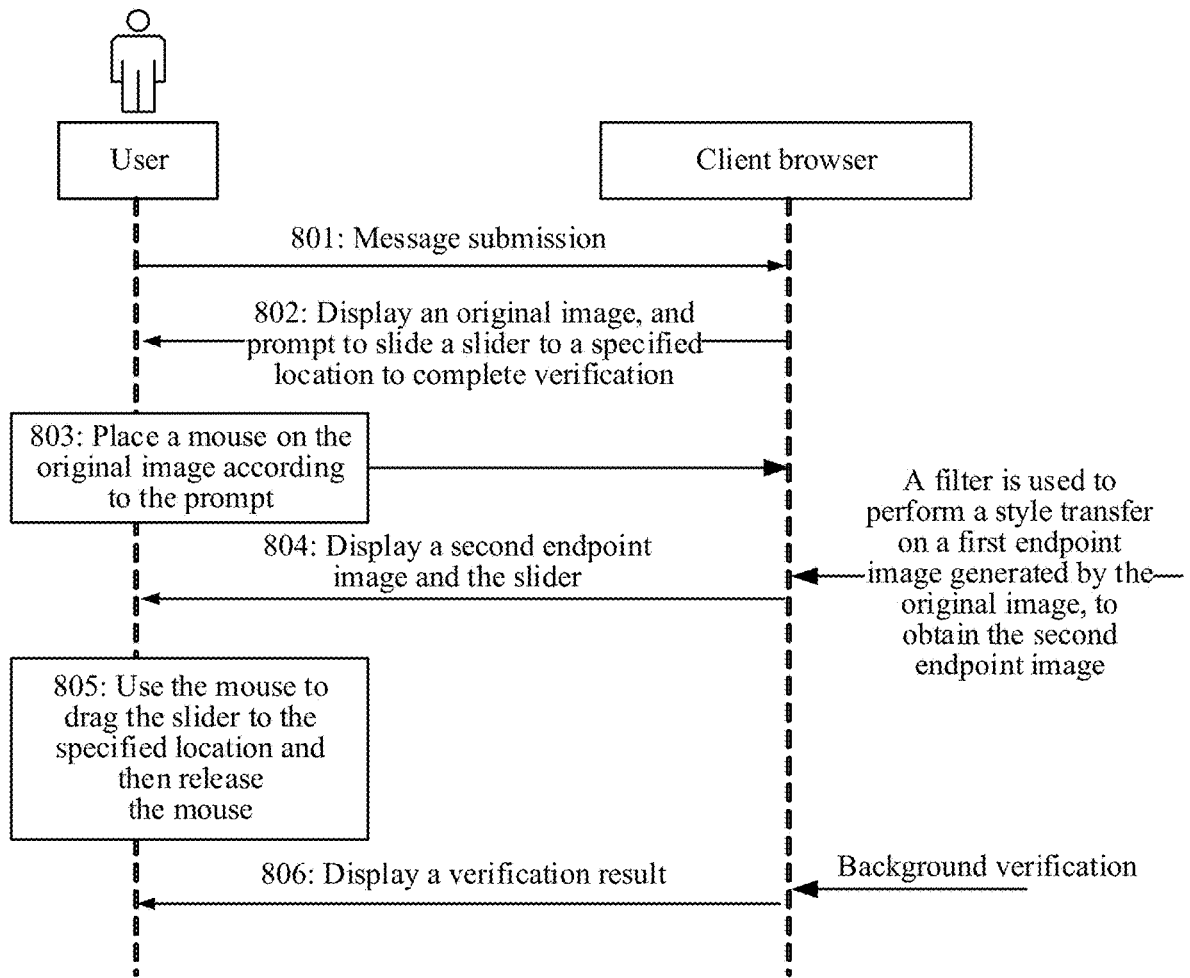 User
Client browser
801: Message submission
802: Display an original image, and
prompt to slide a slider to a specified
location to complete verification
803: Place a mouse on the
original image according
to the prompt
A filter is used to
perform a style transfer
on a first endpoint
image generated by the
original image, to
obtain the second
endpoint image
804: Display a second endpoint
image and the slider
805: Use the mouse to
drag the slider to the
specified location and
then release
the mouse
806: Display a verification result
Background verification